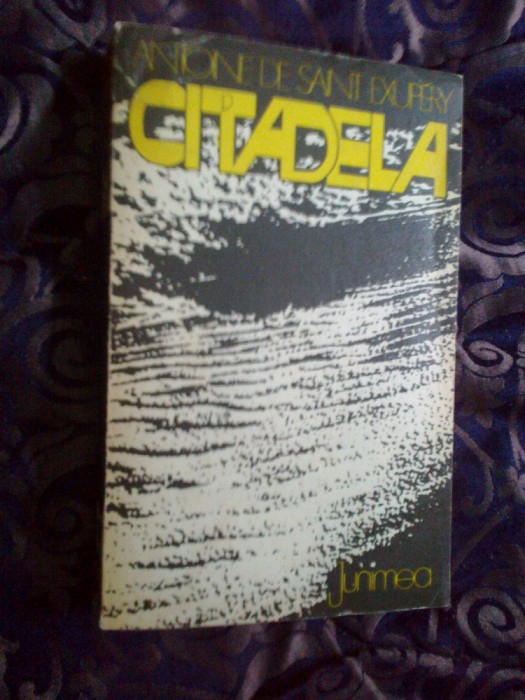 ANTOINE DE SAINT EXUPÉRY
CITADELA
Junimea